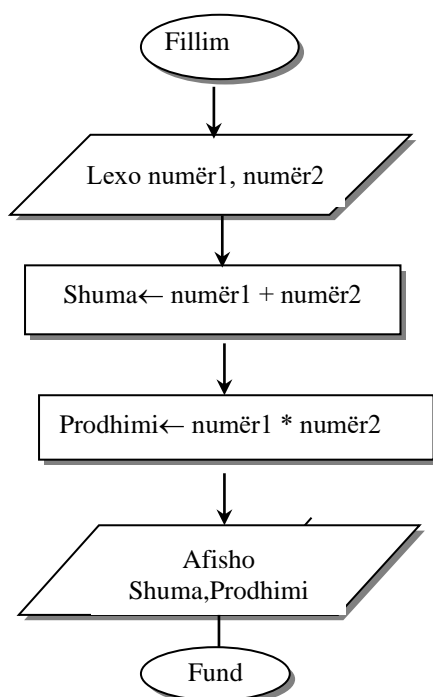 Fillim
Lexo numër1, numër2
Shuma← numër1 + numër2
Prodhimi← numër1 * numër2
Afisho
Shuma,Prodhimi
Fund